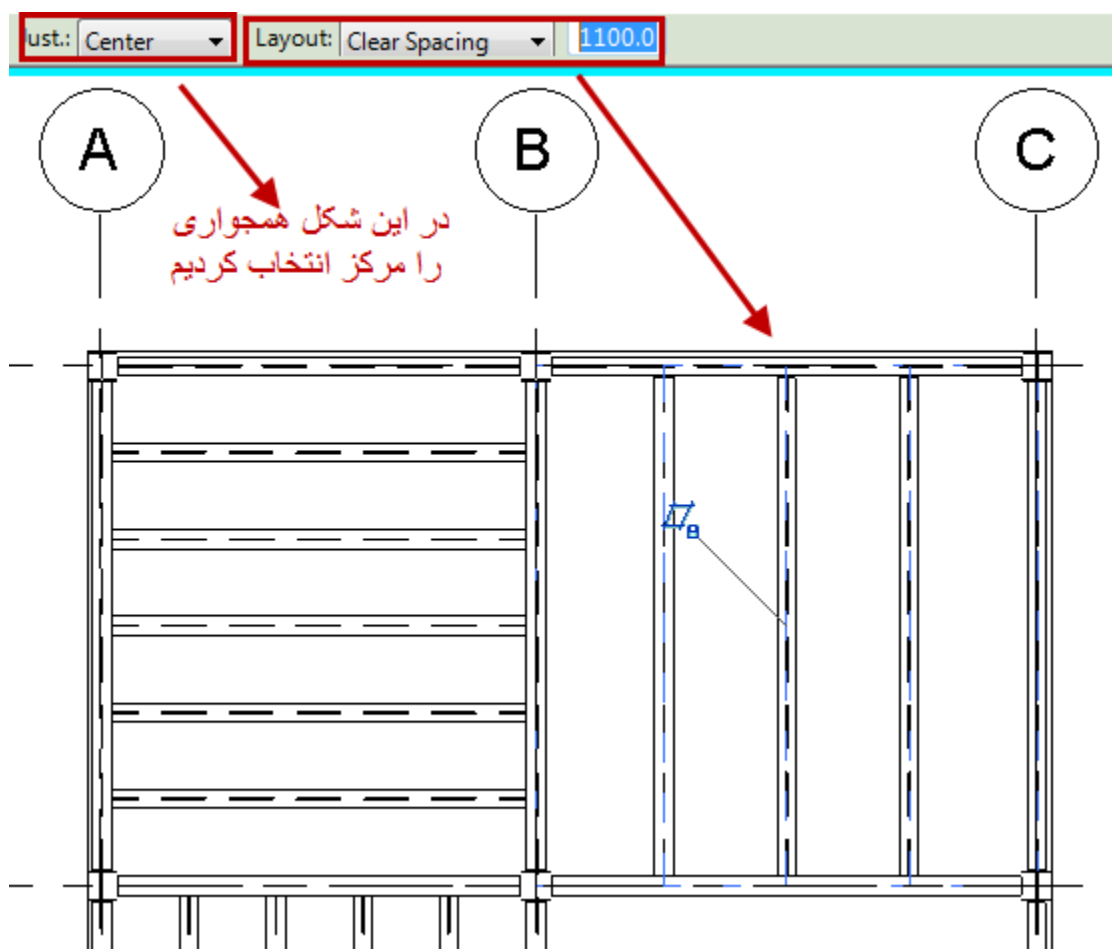 ust.: Center Layout: Clear Spacing 1100.0
A B C
در این شکل همجواری
را مرکز انتخاب کردیم